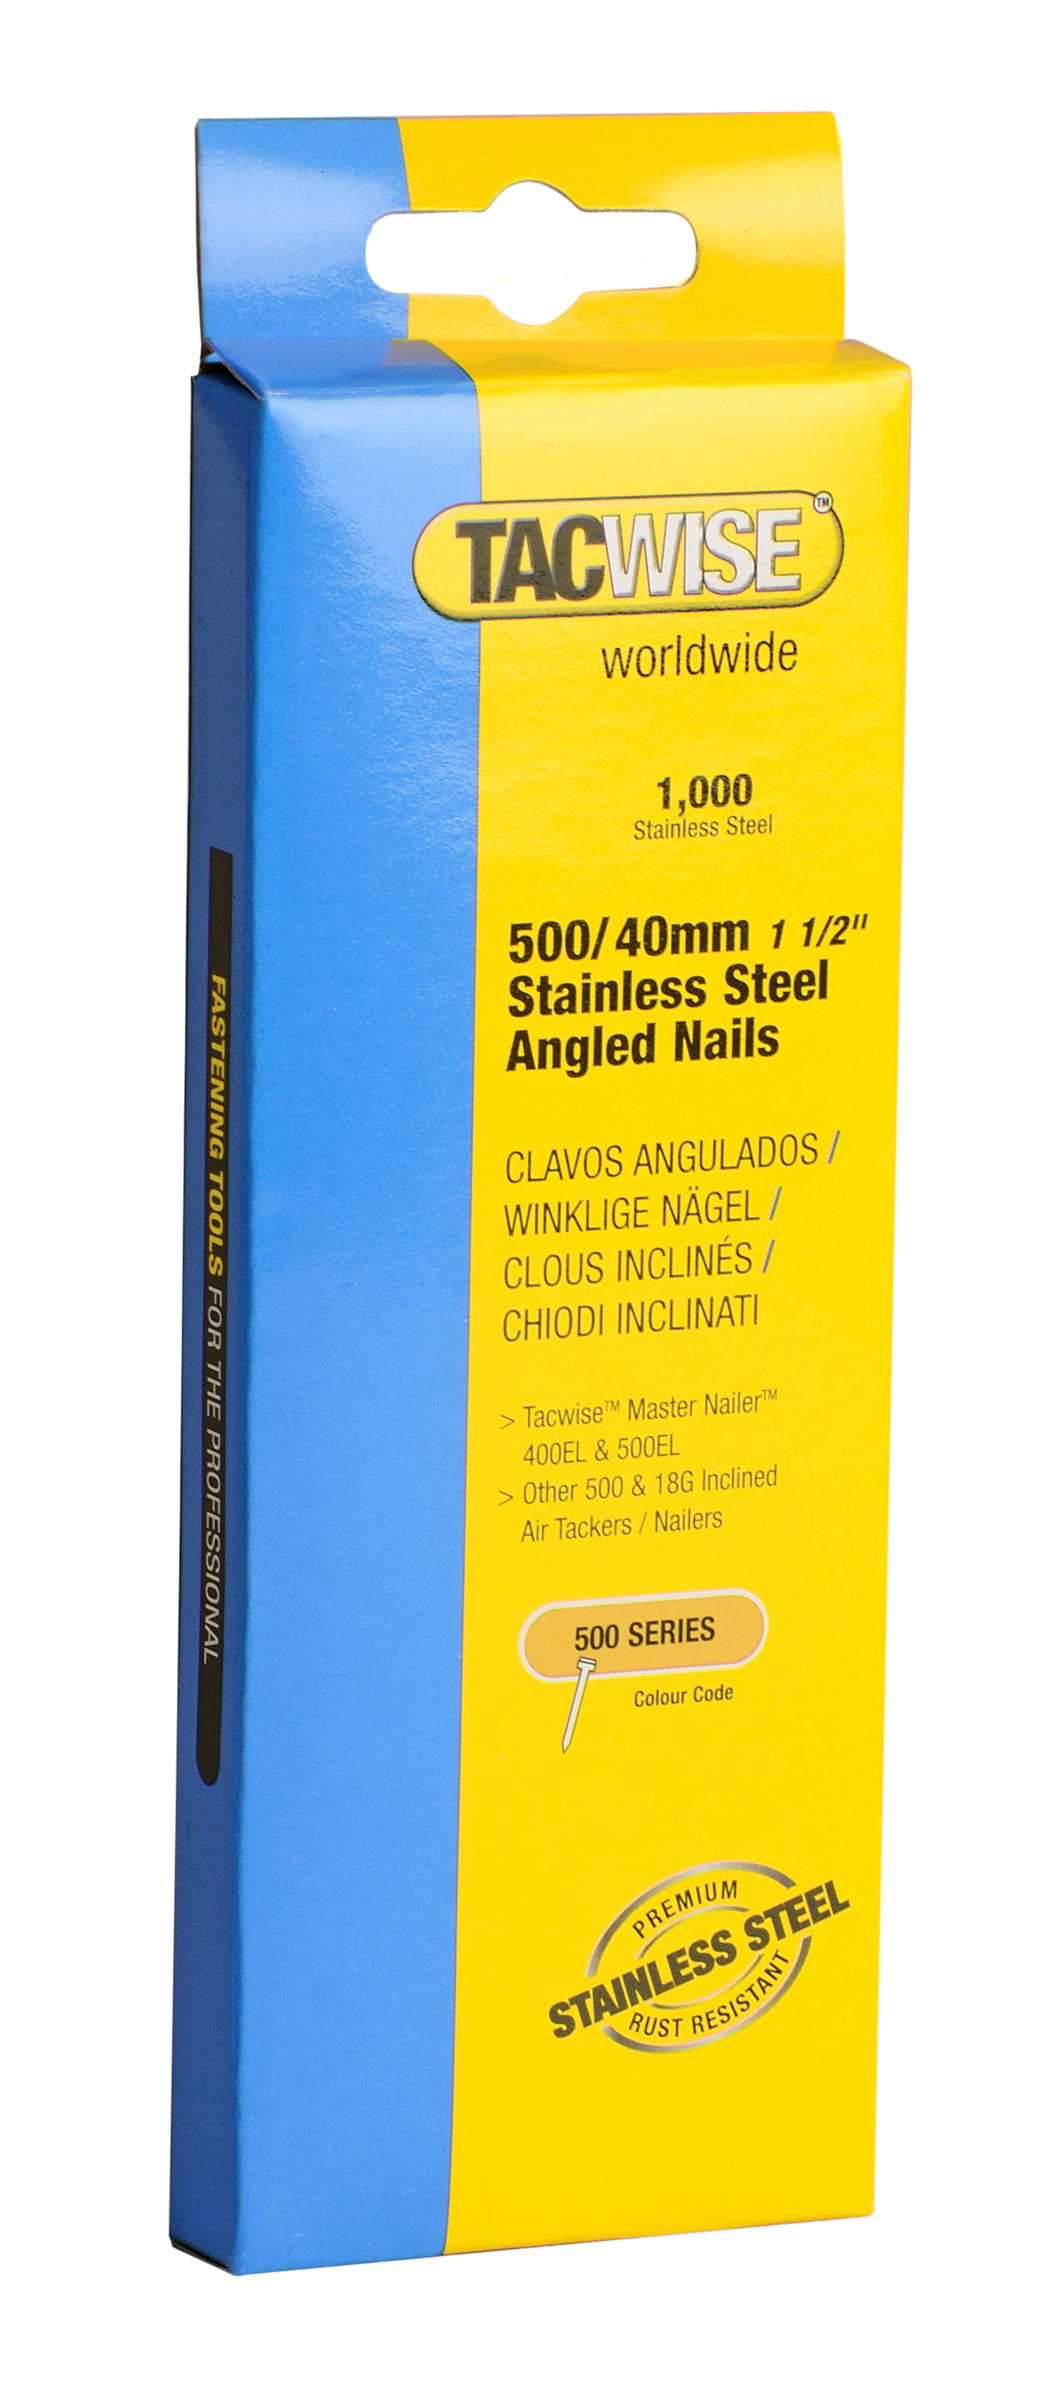 TACWISE™
worldwide
1,000
Stainless Steel
500/40mm 1 1/2"
Stainless Steel
Angled Nails
CLAVOS ANGULADOS /
WINKLIGE NÄGEL /
CLOUS INCLINÉS /
CHIODI INCLINATI
> Tacwise™ Master Nailer™
400EL & 500EL
> Other 500 & 18G Inclined
Air Tackers / Nailers
500 SERIES
Colour Code
PREMIUM
STAINLESS STEEL
RUST RESISTANT
FASTENING TOOLS FOR THE PROFESSIONAL